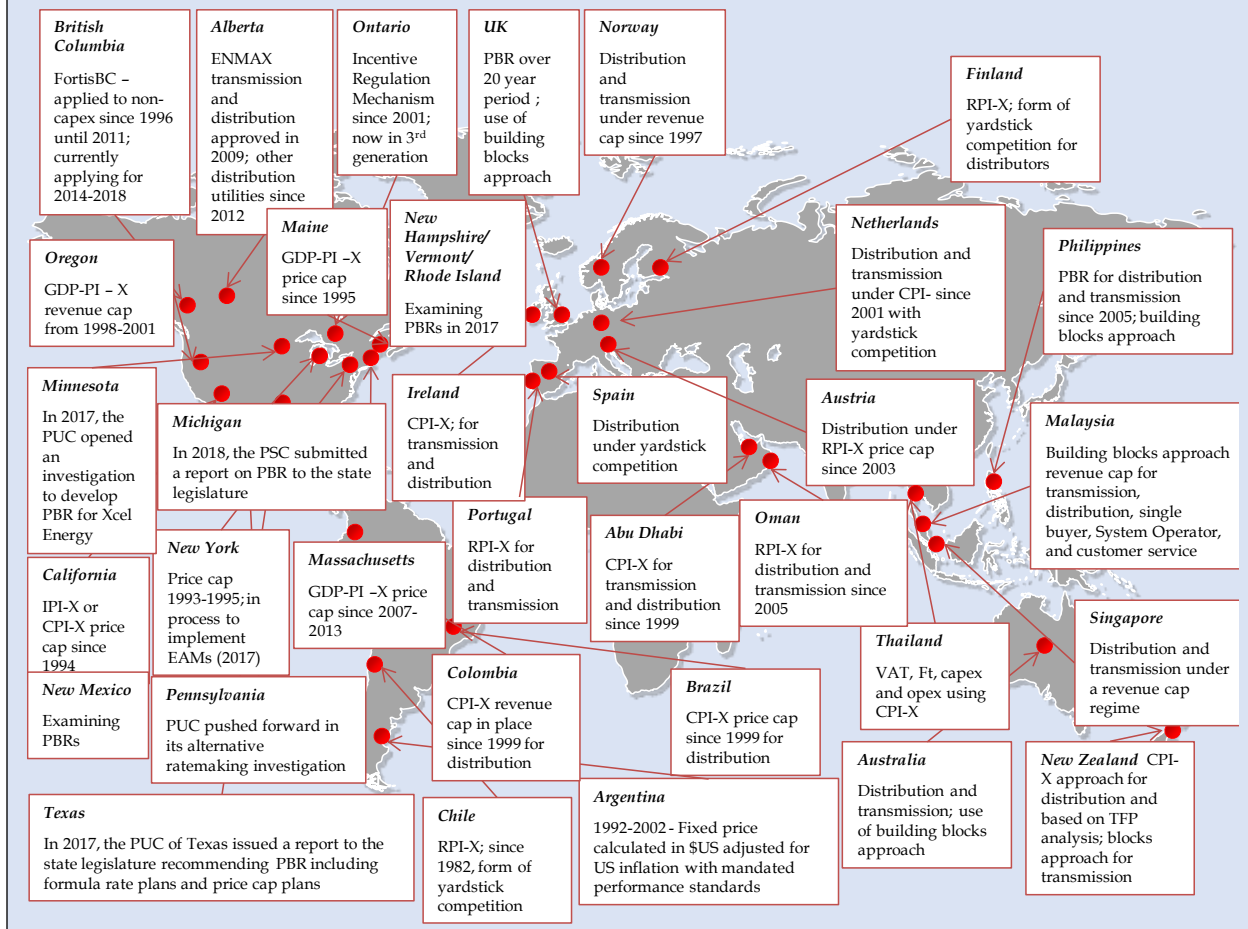 British
Columbia
FortisBC –
applied to non-
capex since 1996
until 2011;
currently
applying for
2014-2018
Alberta
ENMAX
transmission
and
distribution
approved in
2009; other
distribution
utilities since
2012
Ontario
Incentive
Regulation
Mechanism
since 2001;
now in 3rd
generation
UK
PBR over
20 year
period ;
use of
building
blocks
approach
Norway
Distribution
and
transmission
under revenue
cap since 1997
Finland
RPI-X; form of
yardstick
competition for
distributors
Oregon
GDP-PI – X
revenue cap
from 1998-2001
Maine
GDP-PI –X
price cap
since 1995
New
Hampshire/
Vermont/
Rhode Island
Examining
PBRs in 2017
Netherlands
Distribution and
transmission
under CPI- since
2001 with
yardstick
competition
Philippines
PBR for distribution
and transmission
since 2005; building
blocks approach
Minnesota
In 2017, the
PUC opened
an
investigation
to develop
PBR for Xcel
Energy
Michigan
In 2018, the PSC submitted
a report on PBR to the state
legislature
Ireland
CPI-X; for
transmission
and
distribution
Spain
Distribution
under yardstick
competition
Austria
Distribution under
RPI-X price cap
since 2003
Malaysia
Building blocks approach
revenue cap for
transmission,
distribution, single
buyer, System Operator,
and customer service
California
IPI-X or
CPI-X price
cap since
1994
New York
Price cap
1993-1995; in
process to
implement
EAMs (2017)
Massachusetts
GDP-PI –X price
cap since 2007-
2013
Portugal
RPI-X for
distribution
and
transmission
Abu Dhabi
CPI-X for
transmission
and distribution
since 1999
Oman
RPI-X for
distribution and
transmission since
2005
Thailand
VAT, Ft, capex
and opex using
CPI-X
Singapore
Distribution and
transmission under
a revenue cap
regime
New Mexico
Examining
PBRs
Pennsylvania
PUC pushed forward in
its alternative
ratemaking investigation
Colombia
CPI-X revenue
cap in place
since 1999 for
distribution
Brazil
CPI-X price cap
since 1999 for
distribution
Australia
Distribution and
transmission; use
of building blocks
approach
New Zealand CPI-
X approach for
distribution and
based on TFP
analysis; blocks
approach for
transmission
Texas
In 2017, the PUC of Texas issued a report to the
state legislature recommending PBR including
formula rate plans and price cap plans
Chile
RPI-X; since
1982, form of
yardstick
competition
Argentina
1992-2002 - Fixed price
calculated in $US adjusted for
US inflation with mandated
performance standards